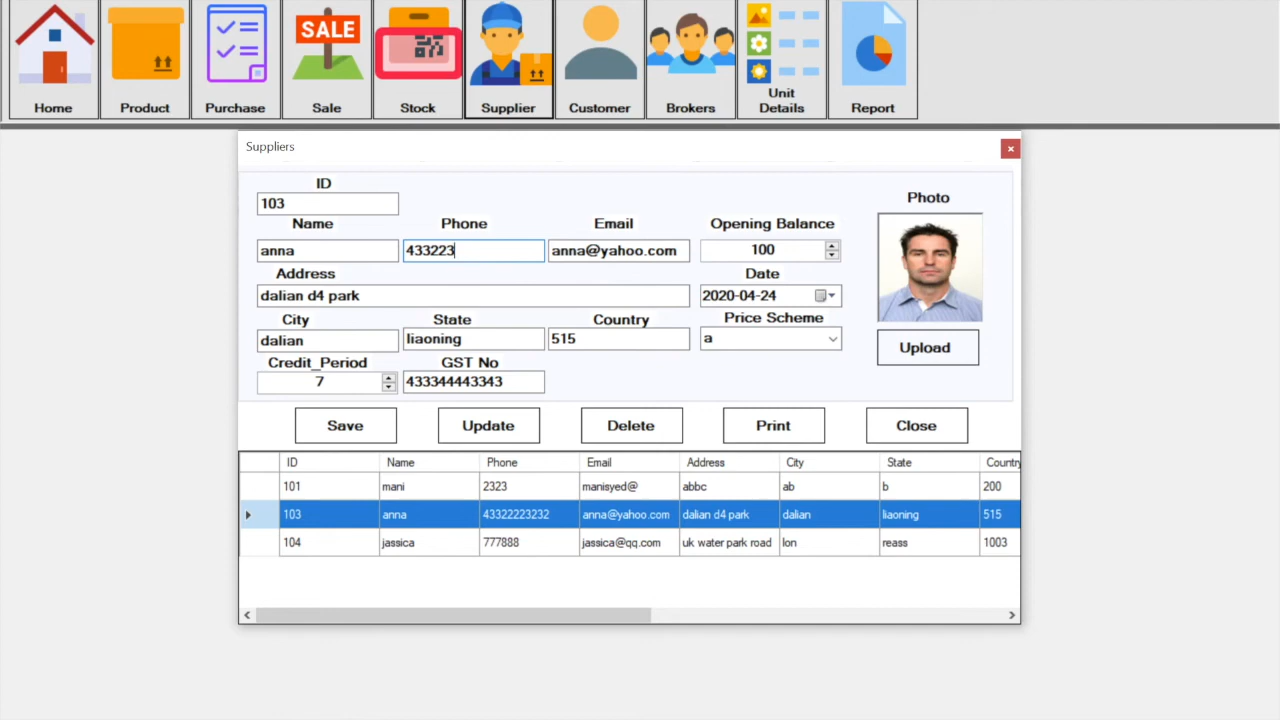 SALE
Home Product Purchase Sale Stock Supplier Customer Brokers Unit Details Report
Suppliers
ID
103
Name Phone Email Opening Balance Photo
anna 433223 anna@yahoo.com 100
Address Date
dalian d4 park 2020-04-24
City State Country Price Scheme
dalian liaoning 515 a
Upload
Credit_Period GST No
7 433344443343
Save Update Delete Print Close
ID Name Phone Email Address City State Country
101 mani 2323 manisyed@ abbc ab b 200
103 anna 43322223232 anna@yahoo.com dalian d4 park dalian liaoning 515
104 jassica 777888 jassica@qq.com uk water park road lon reass 1003